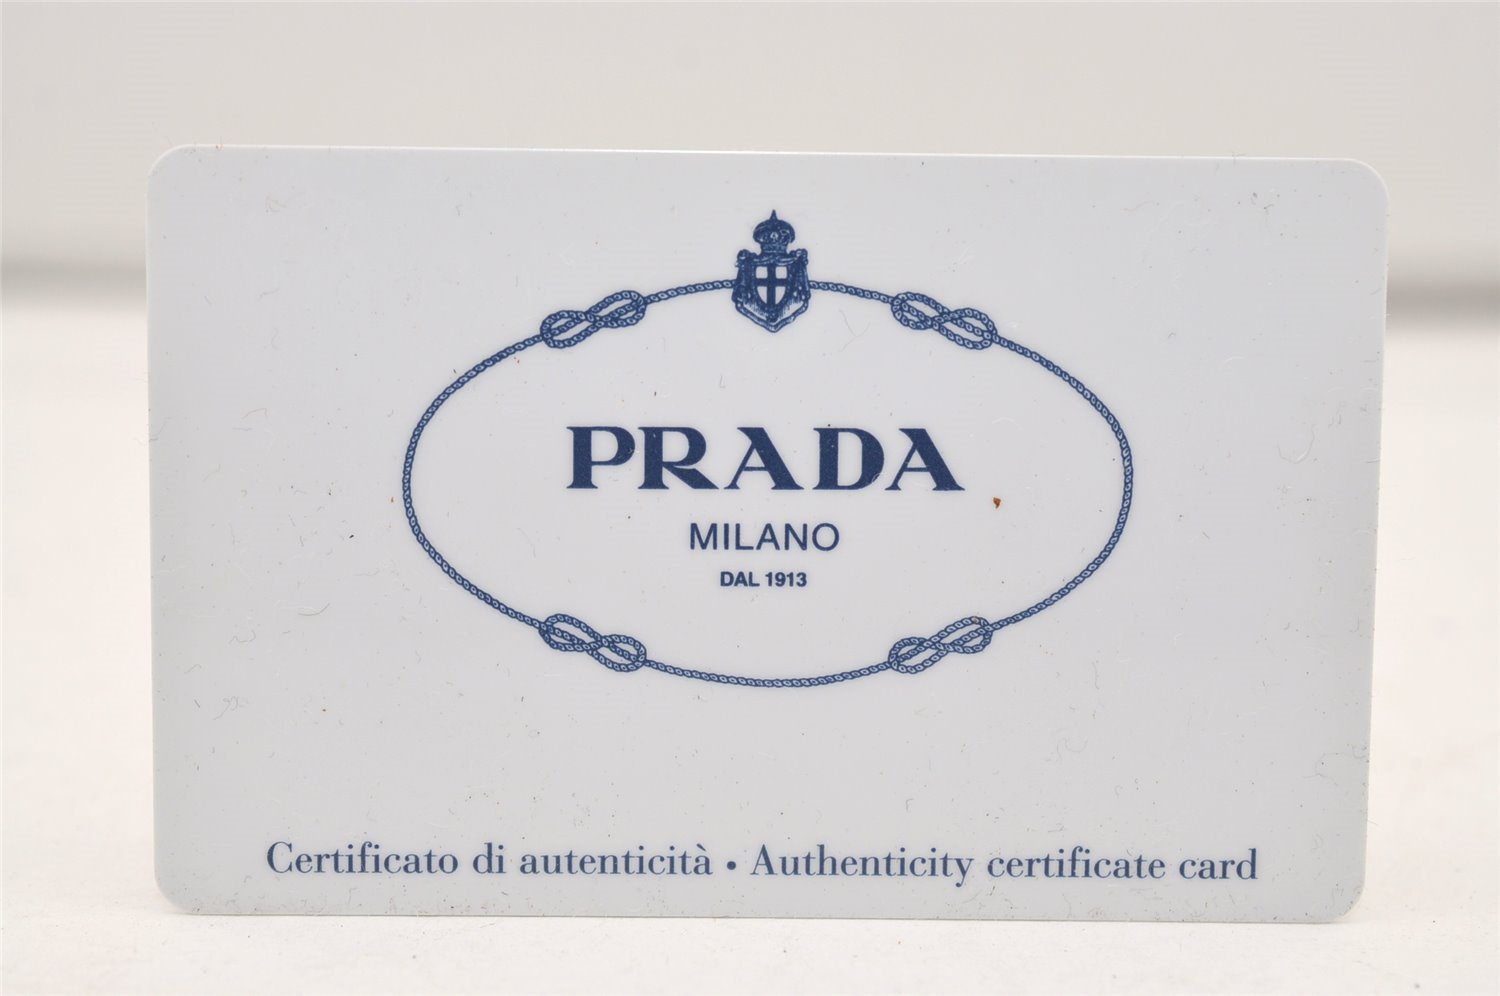 PRADA
MILANO
DAL 1913
Certificato di autenticità • Authenticity certificate card